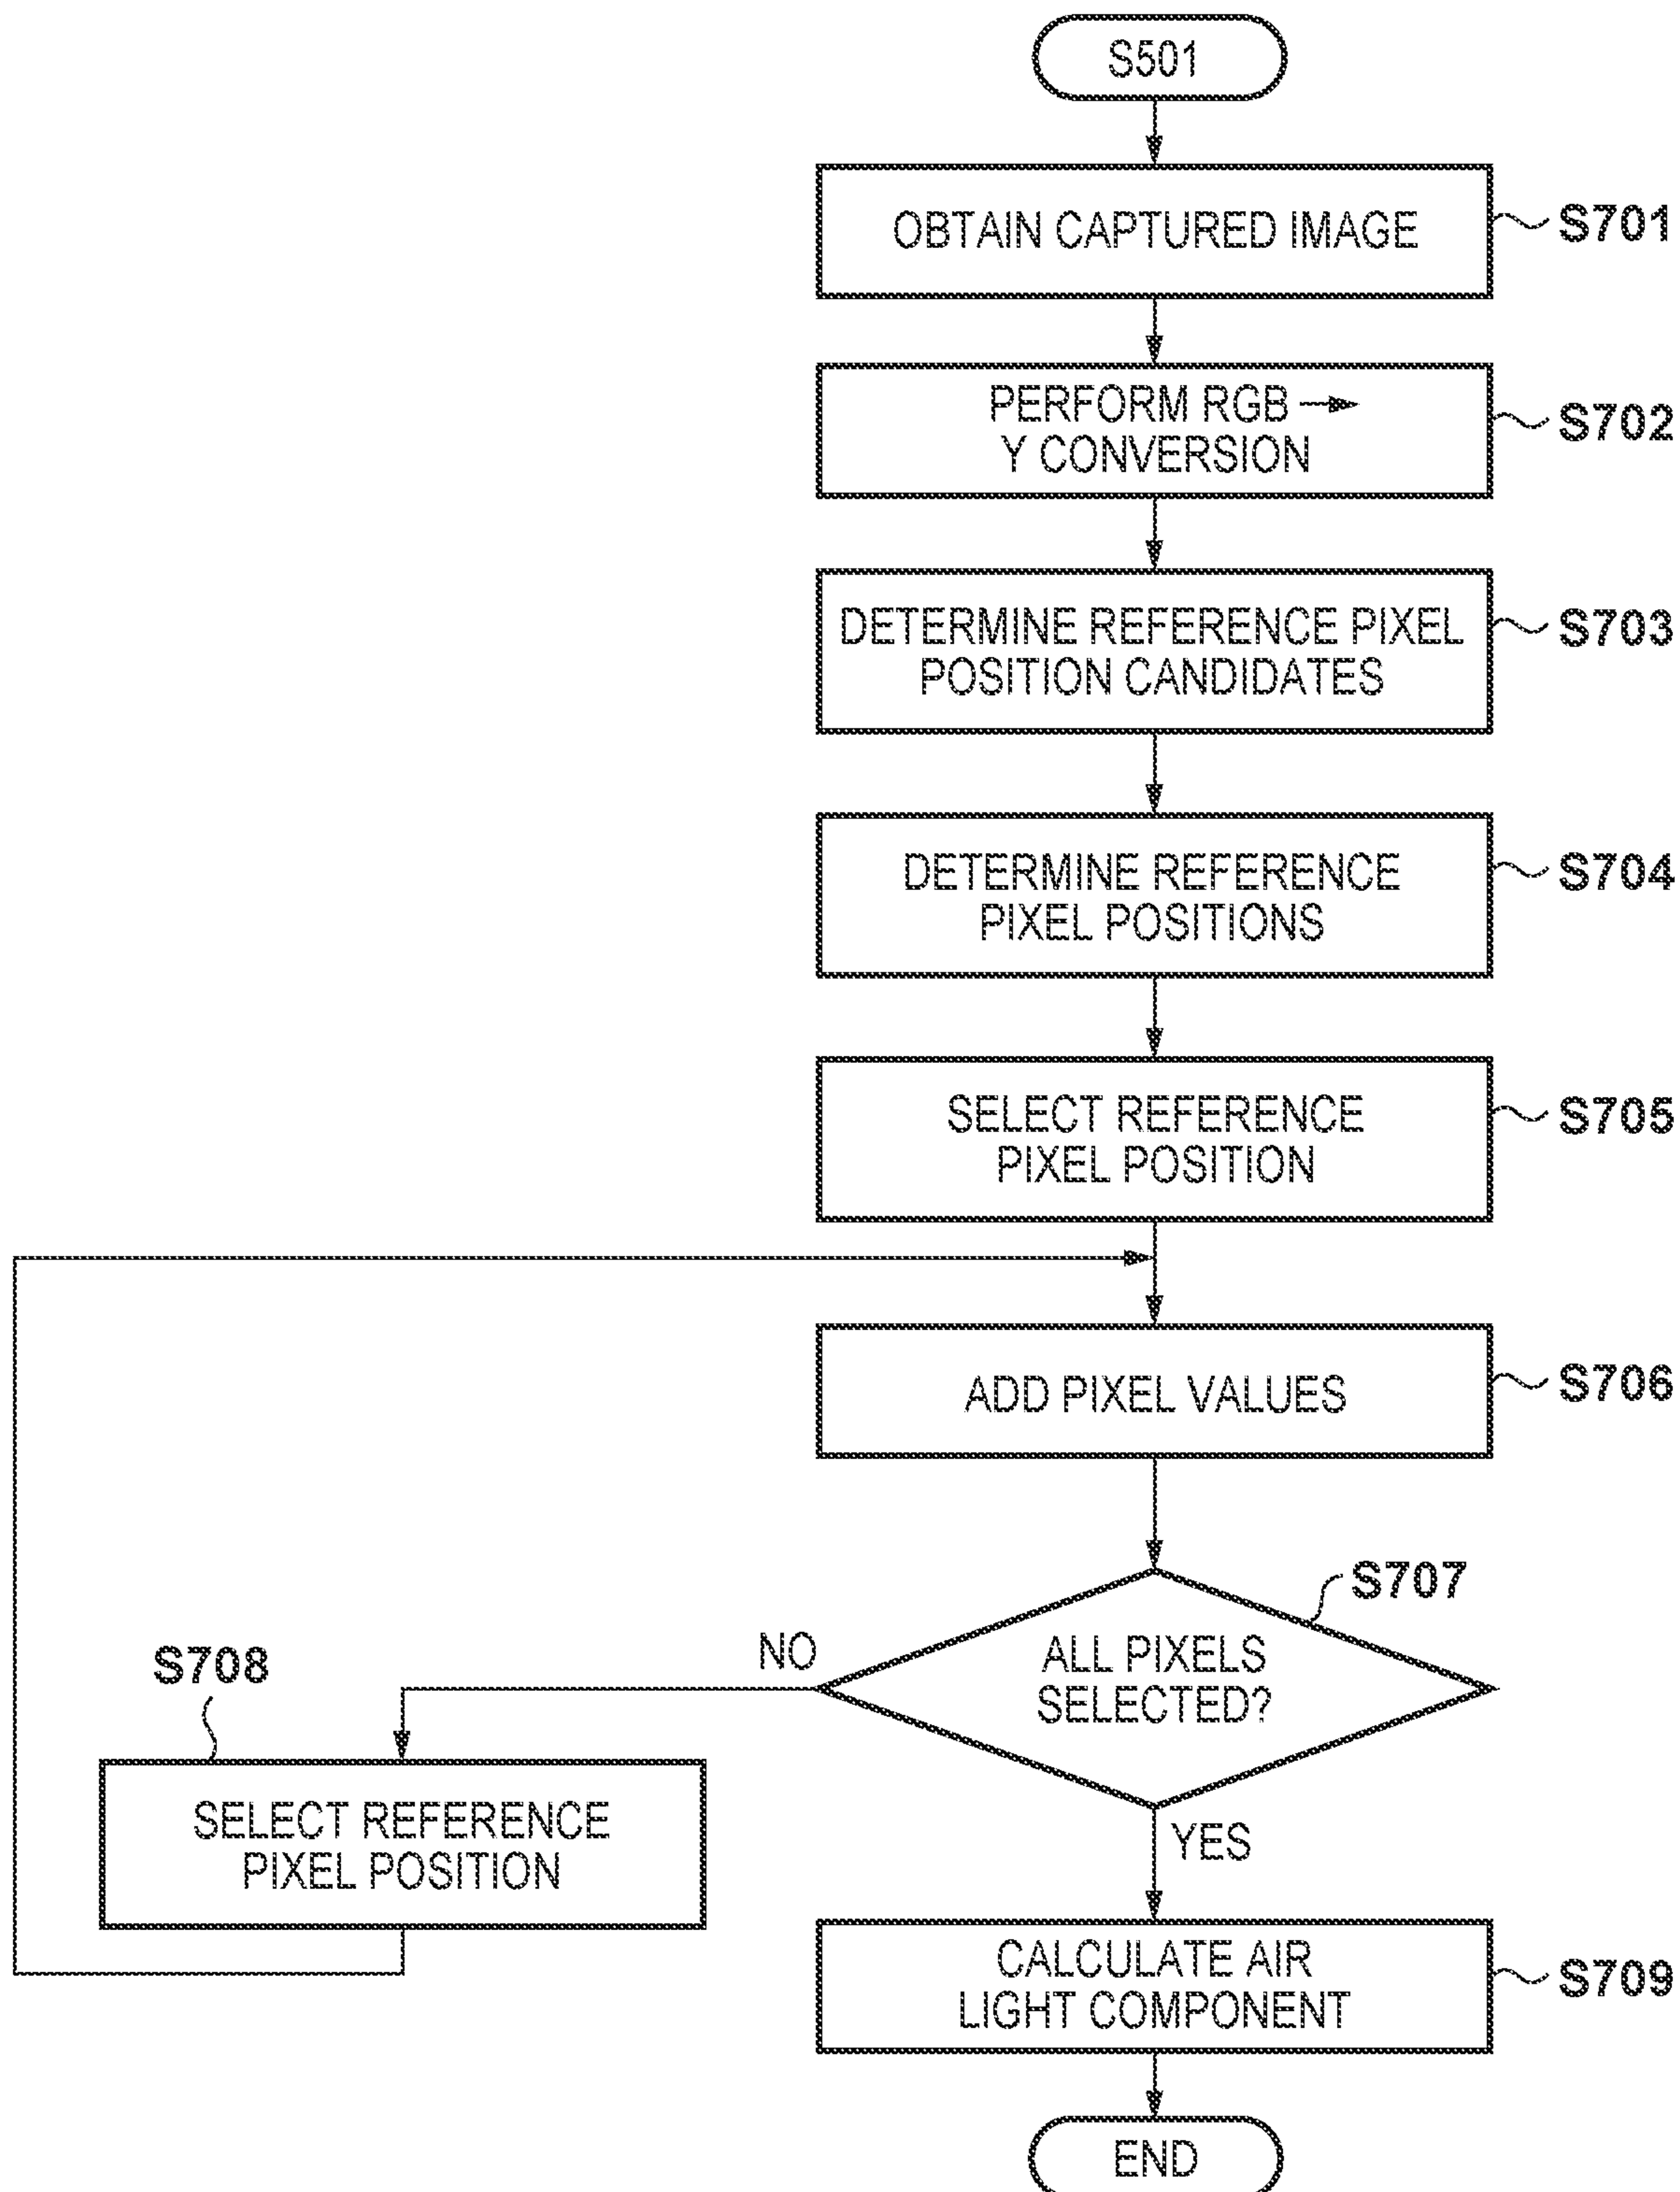 S501
OBTAIN CAPTURED IMAGE
S701
PERFORM RGB →
Y CONVERSION
S702
DETERMINE REFERENCE PIXEL
POSITION CANDIDATES
S703
DETERMINE REFERENCE
PIXEL POSITIONS
S704
SELECT REFERENCE
PIXEL POSITION
S705
ADD PIXEL VALUES
S706
ALL PIXELS
SELECTED?
S707
NO
S708
SELECT REFERENCE
PIXEL POSITION
YES
CALCULATE AIR
LIGHT COMPONENT
S709
END